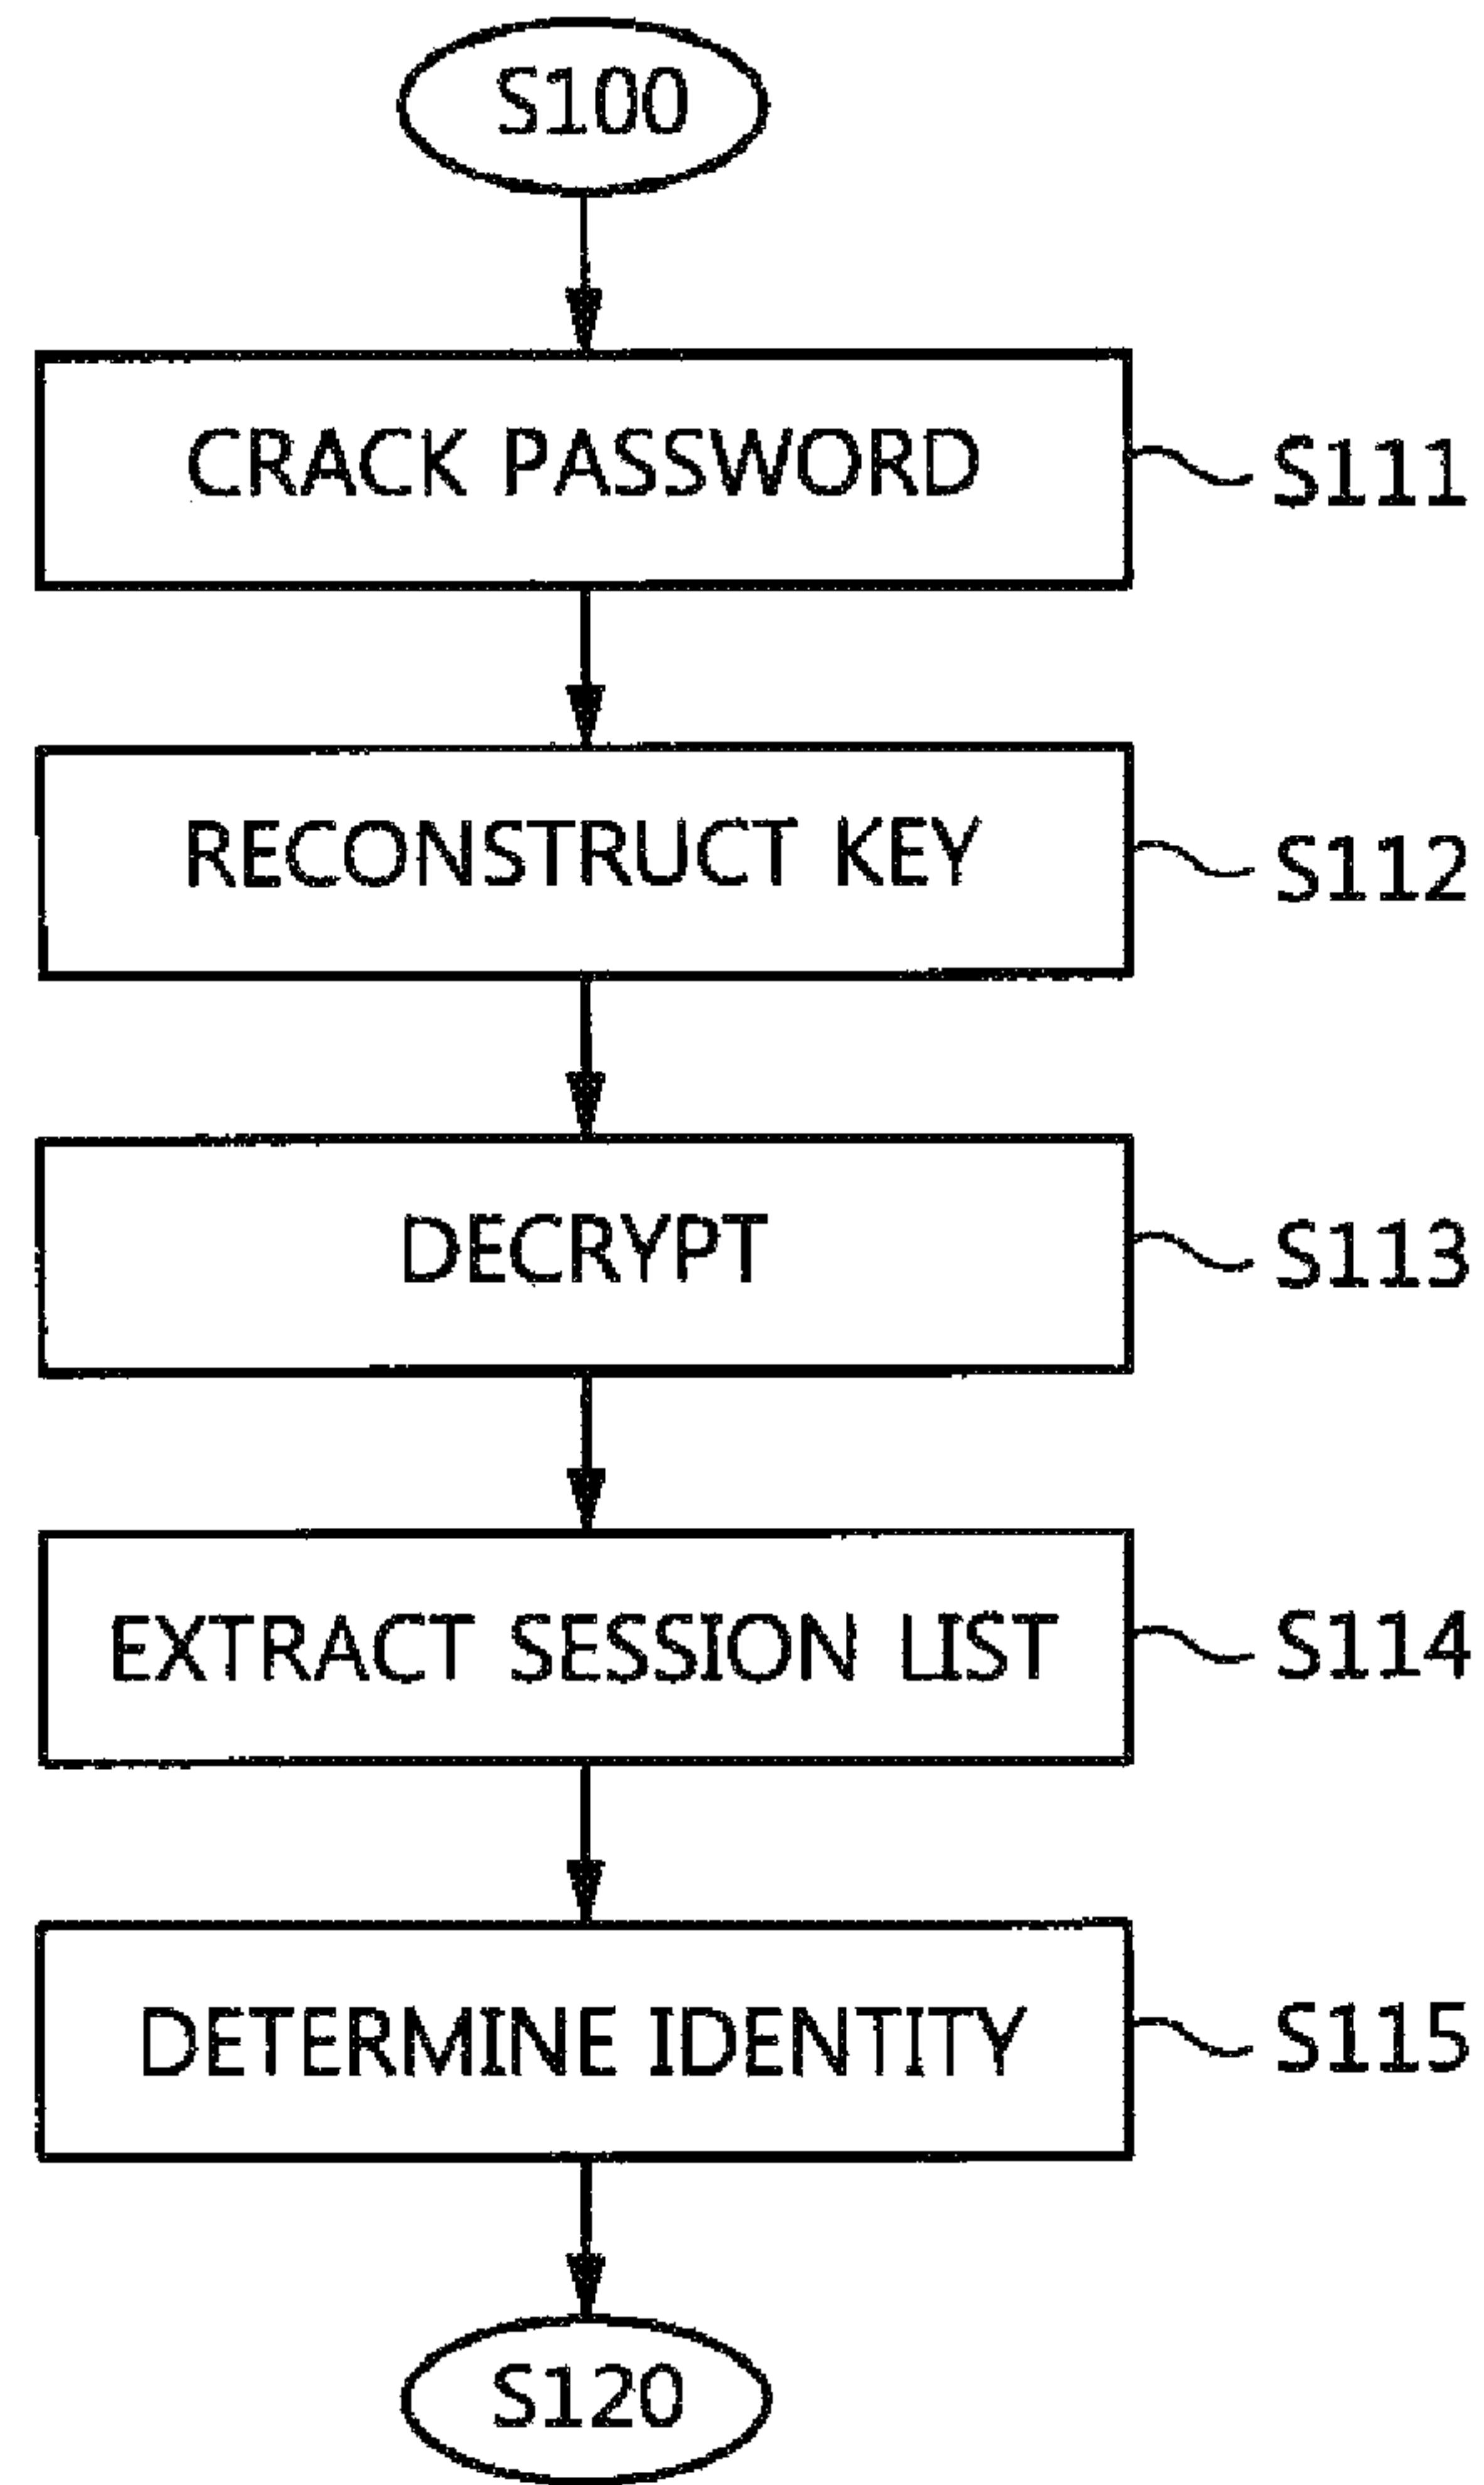 S100
CRACK PASSWORD
S111
RECONSTRUCT KEY
S112
DECRYPT
S113
EXTRACT SESSION LIST
S114
DETERMINE IDENTITY
S115
S120